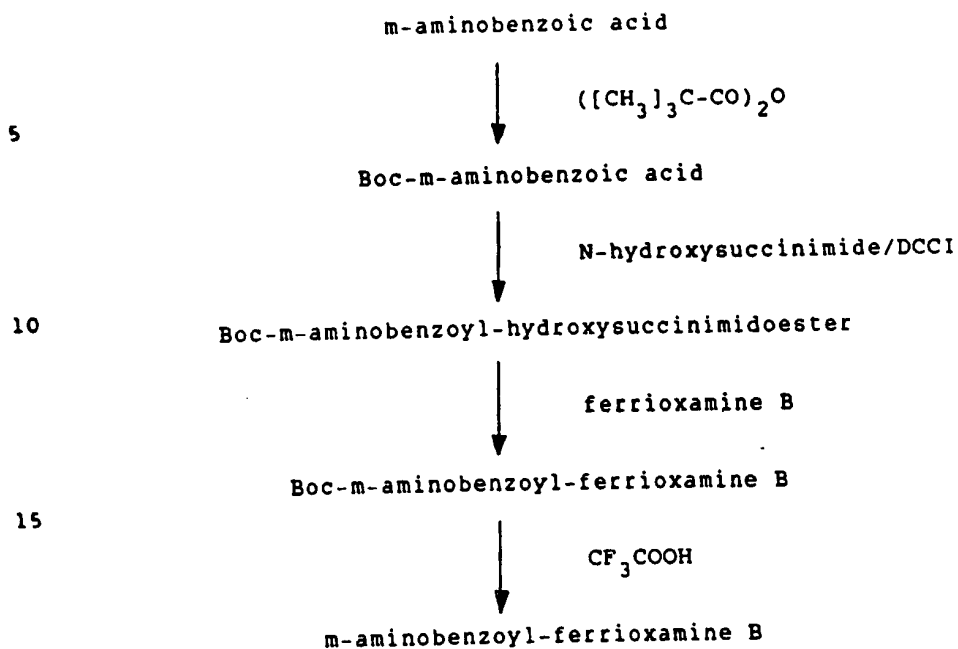 m-aminobenzoic acid
([CH3]3C-CO)2O
5
Boc-m-aminobenzoic acid
N-hydroxysuccinimide/DCCI
10
Boc-m-aminobenzoyl-hydroxysuccinimidoester
ferrioxamine B
Boc-m-aminobenzoyl-ferrioxamine B
15
CF3COOH
m-aminobenzoyl-ferrioxamine B